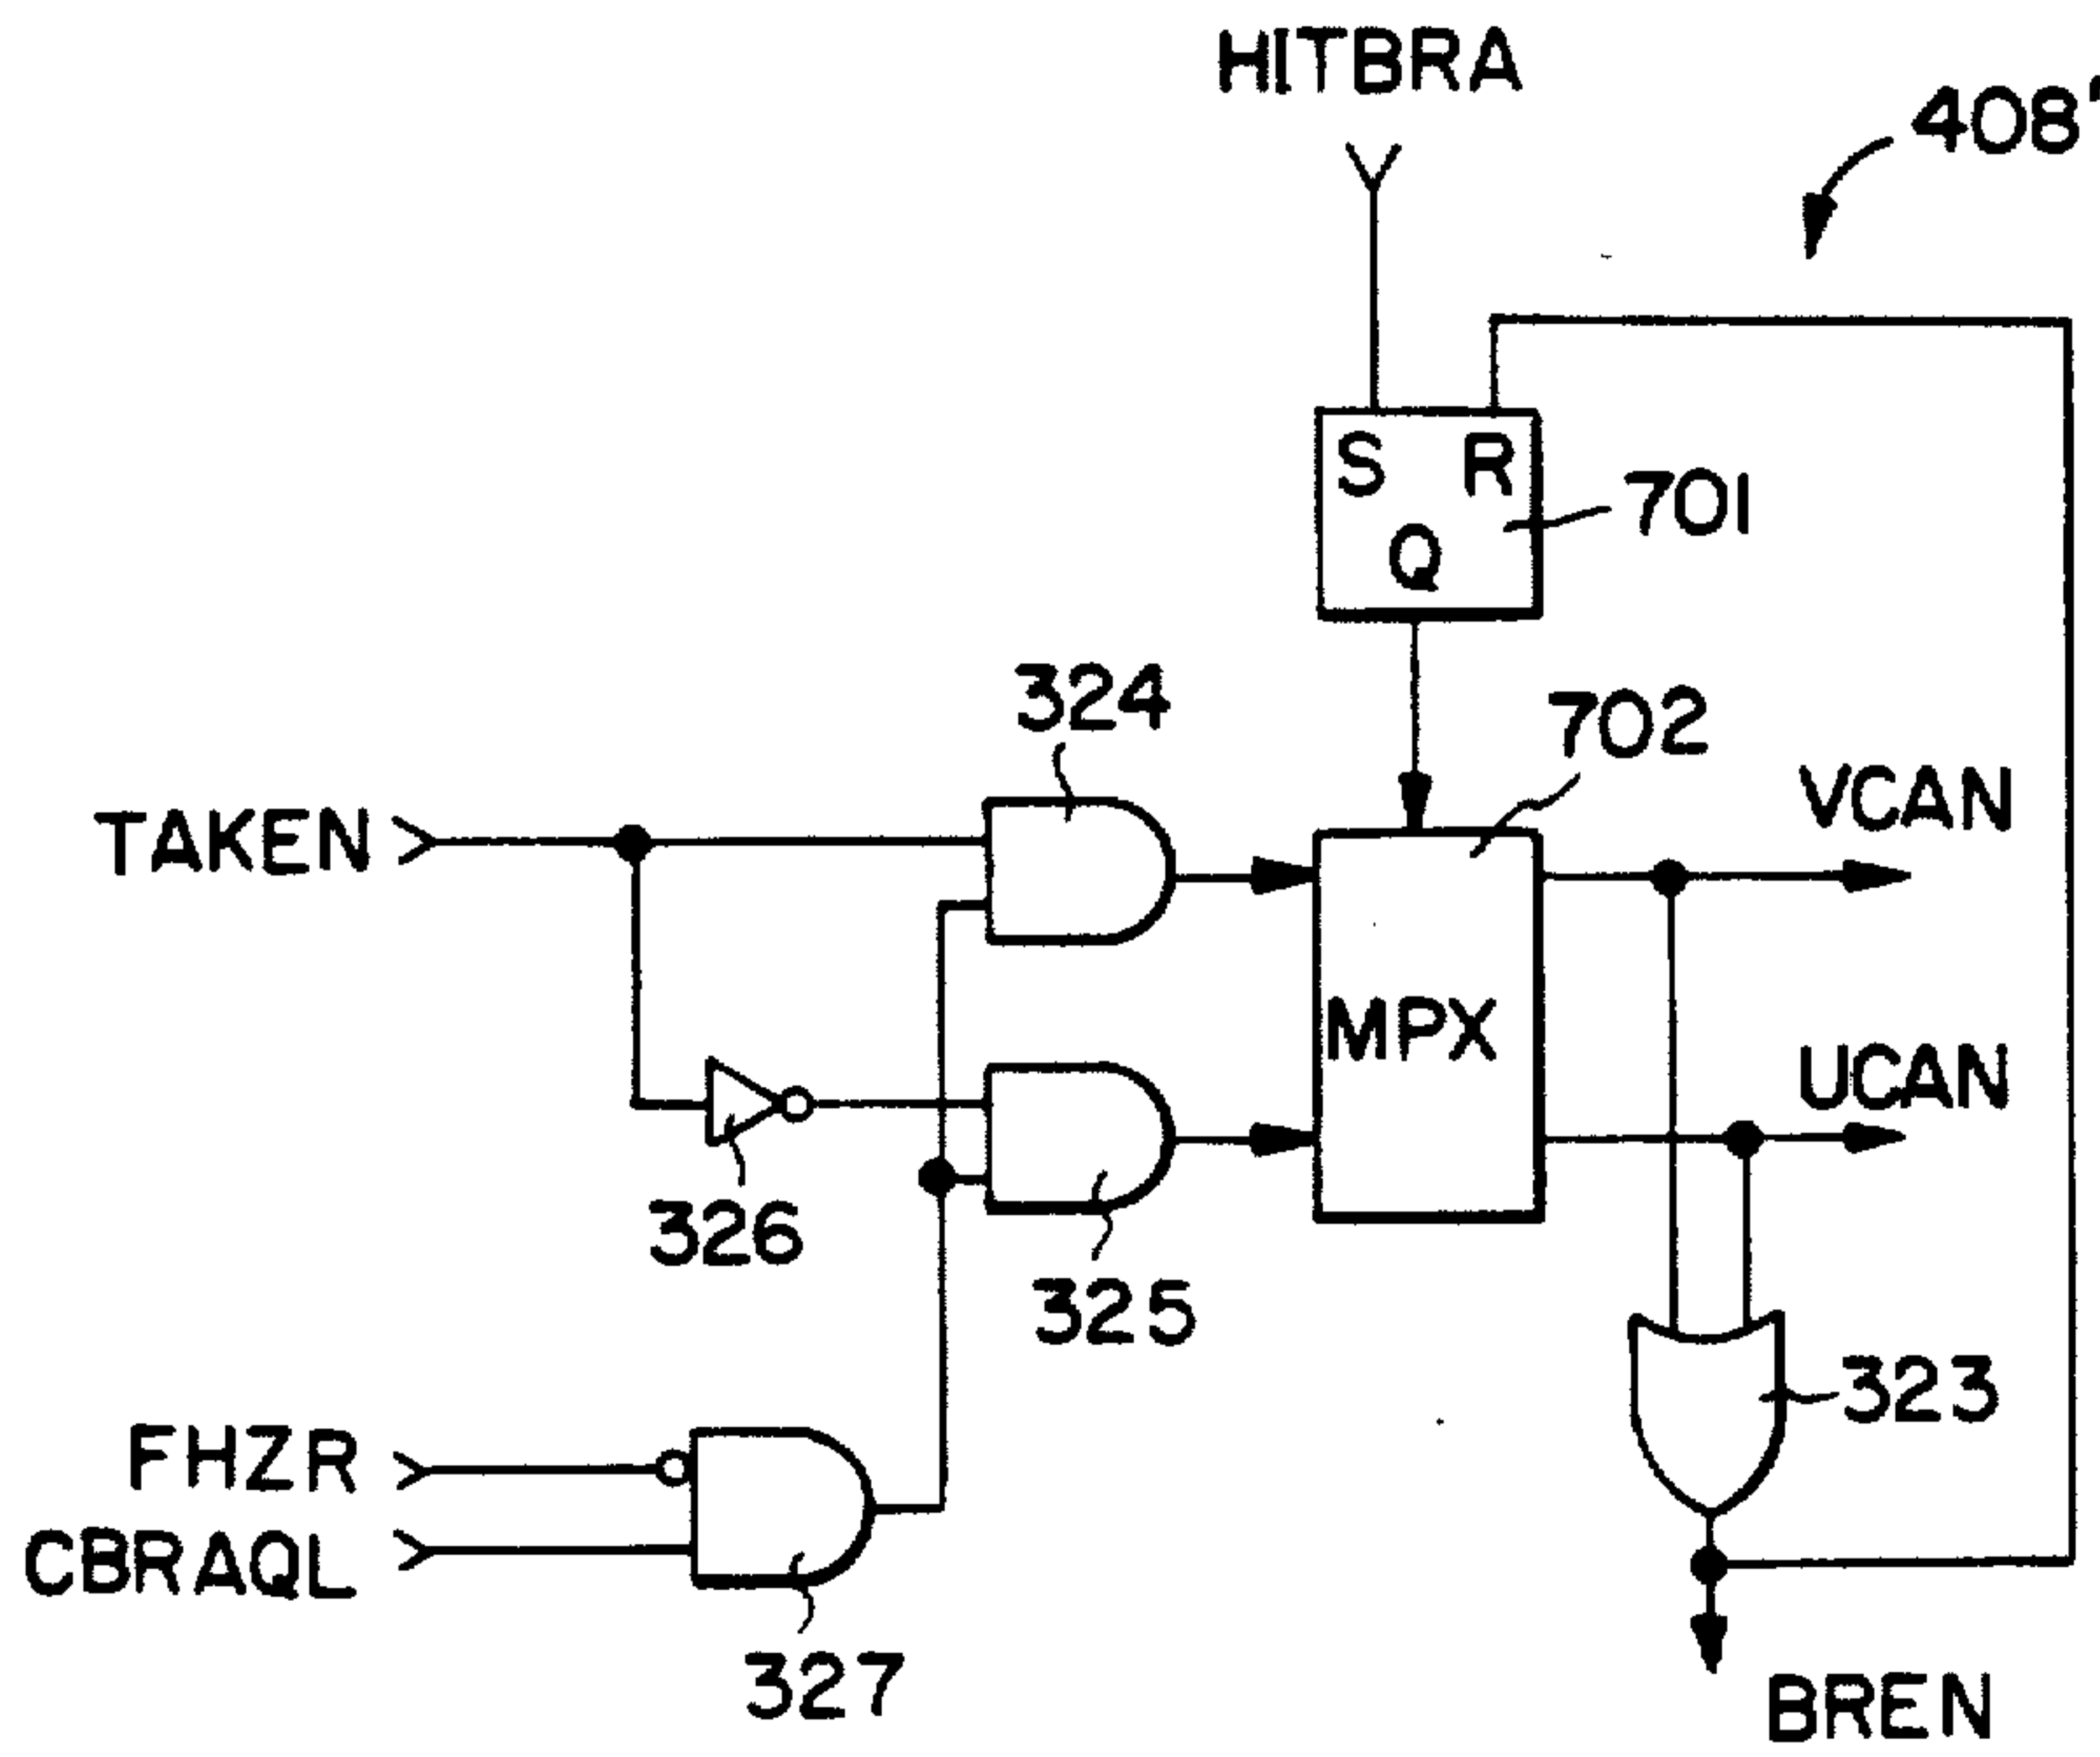 HITBRA
408'
S R
Q
701
324
702
TAKEN
VCAN
MPX
UCAN
326
325
323
FHZR
CBRAQL
327
BREN